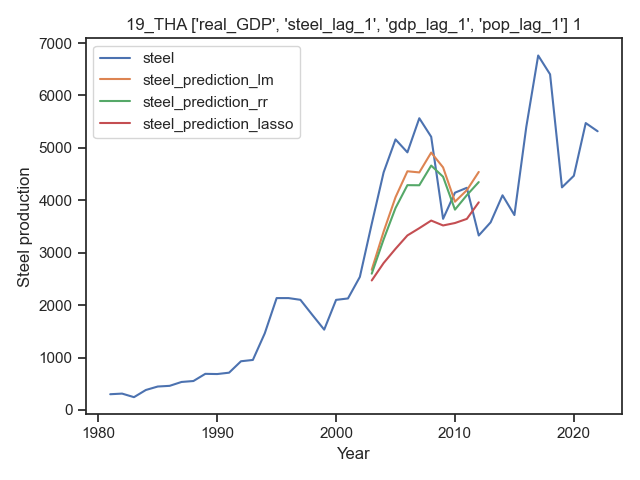 19_THA ['real_GDP', 'steel_lag_1', 'gdp_lag_1', 'pop_lag_1'] 1
7000
6000
5000
4000
3000
2000
1000
0
Steel production
steel
steel_prediction_lm
steel_prediction_rr
steel_prediction_lasso
1980
1990
2000
2010
2020
Year